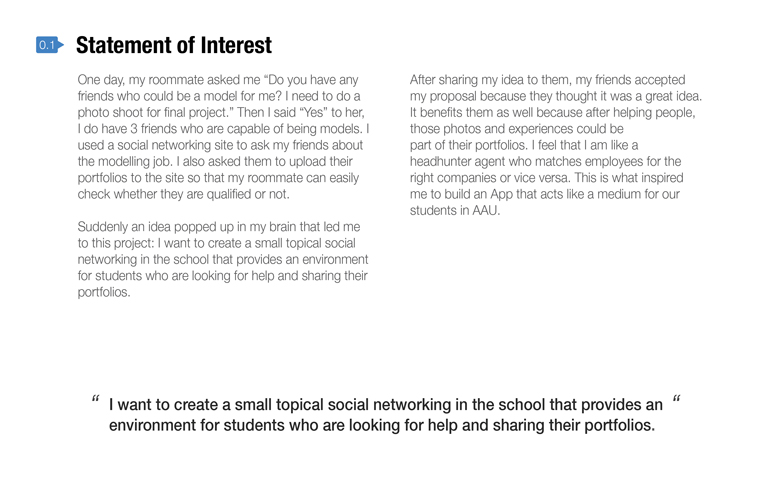 0.1
Statement of Interest
One day, my roommate asked me “Do you have any
friends who could be a model for me? I need to do a
photo shoot for final project.” Then I said “Yes” to her,
I do have 3 friends who are capable of being models. I
used a social networking site to ask my friends about
the modelling job. I also asked them to upload their
portfolios to the site so that my roommate can easily
check whether they are qualified or not.
Suddenly an idea popped up in my brain that led me
to this project: I want to create a small topical social
networking in the school that provides an environment
for students who are looking for help and sharing their
portfolios.
After sharing my idea to them, my friends accepted
my proposal because they thought it was a great idea.
It benefits them as well because after helping people,
those photos and experiences could be
part of their portfolios. I feel that I am like a
headhunter agent who matches employees for the
right companies or vice versa. This is what inspired
me to build an App that acts like a medium for our
students in AAU.
“ I want to create a small topical social networking in the school that provides an “
environment for students who are looking for help and sharing their portfolios.